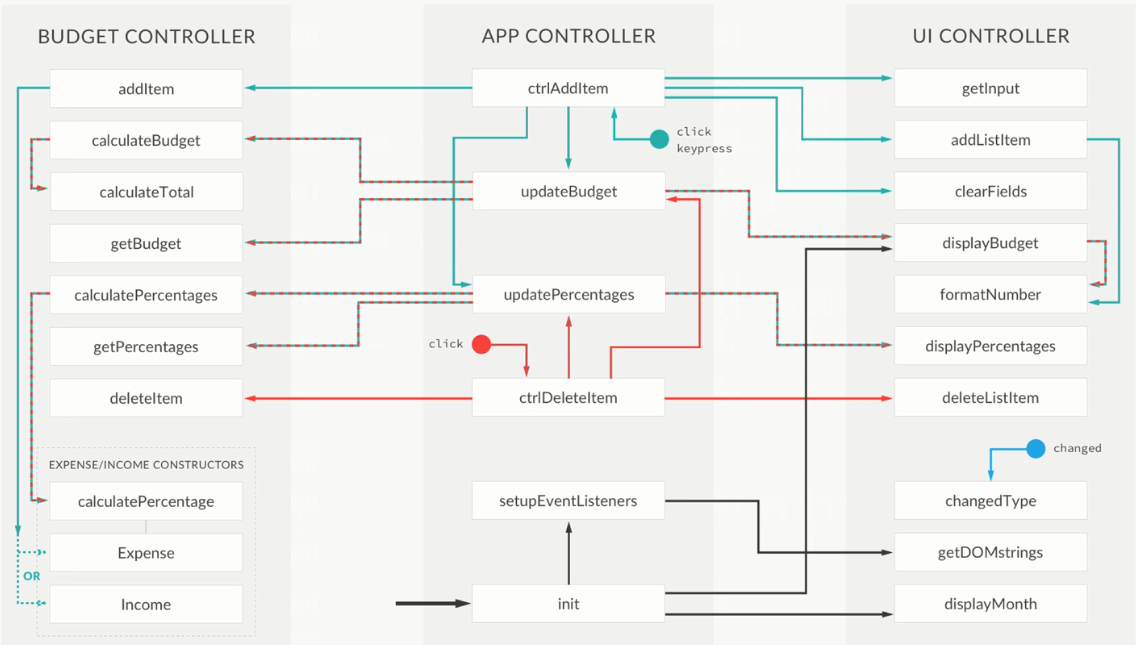 BUDGET CONTROLLER
addItem
calculateBudget
calculateTotal
getBudget
calculatePercentages
getPercentages
deleteItem
EXPENSE/INCOME CONSTRUCTORS
calculatePercentage
Expense
OR
Income
APP CONTROLLER
ctrlAddItem
click
keypress
updateBudget
updatePercentages
click
ctrlDeleteItem
setupEventListeners
init
UI CONTROLLER
getInput
addListItem
clearFields
displayBudget
formatNumber
displayPercentages
deleteListItem
changed
changedType
getDOMstrings
displayMonth